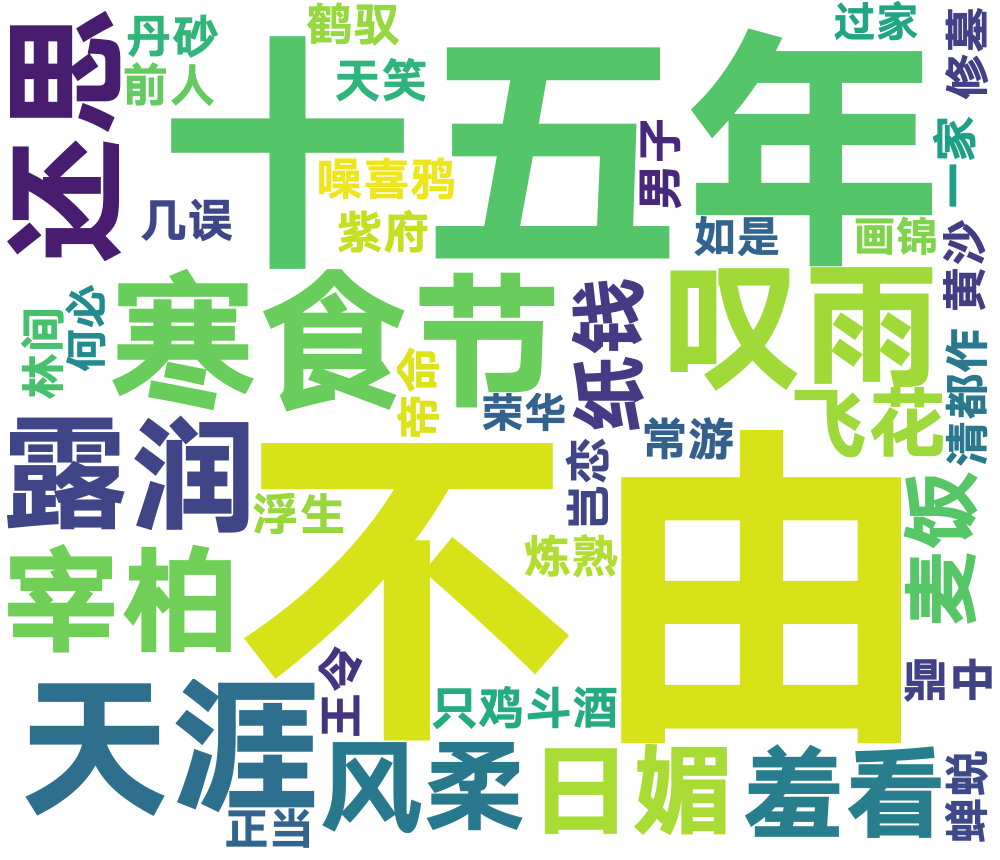 还思
丹砂
鹤驭
过家
修墓
前人
天笑
十五年
男子
一家
噪喜鸦
几误
紫府
如是
画锦
黄沙
寒食节
纸钱
叹雨
林间
何必
帝命
荣华
飞花
清都作
露润
常游
岂恋
浮生
不由
炼熟
麦饭
宰柏
王令
鼎中
天涯
只鸡斗酒
正当
风柔
日媚
羞看
蝉蜕